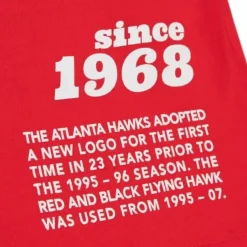 since
1968
THE ATLANTA HAWKS ADOPTED
A NEW LOGO FOR THE FIRST
TIME IN 23 YEARS PRIOR TO
THE 1995 – 96 SEASON. THE
RED AND BLACK FLYING HAWK
WAS USED FROM 1995 – 07.